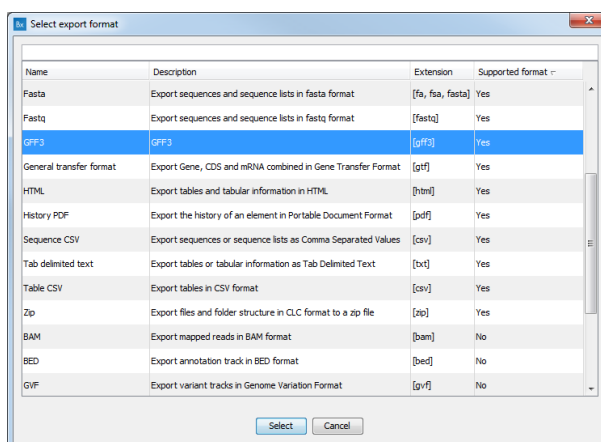 Bx Select export format
Name Description Extension Supported format
Fasta Export sequences and sequence lists in fasta format [fa, fsa, fasta] Yes
Fastq Export sequences and sequence lists in fastq format [fastq] Yes
GFF3 GFF3 [gff3] Yes
General transfer format Export Gene, CDS and mRNA combined in Gene Transfer Format [gtf] Yes
HTML Export tables and tabular information in HTML [html] Yes
History PDF Export the history of an element in Portable Document Format [pdf] Yes
Sequence CSV Export sequences or sequence lists as Comma Separated Values [csv] Yes
Tab delimited text Export tables or tabular information as Tab Delimited Text [txt] Yes
Table CSV Export tables in CSV format [csv] Yes
Zip Export files and folder structure in CLC format to a zip file [zip] Yes
BAM Export mapped reads in BAM format [bam] No
BED Export annotation track in BED format [bed] No
GVF Export variant tracks in Genome Variation Format [gvf] No
Select Cancel